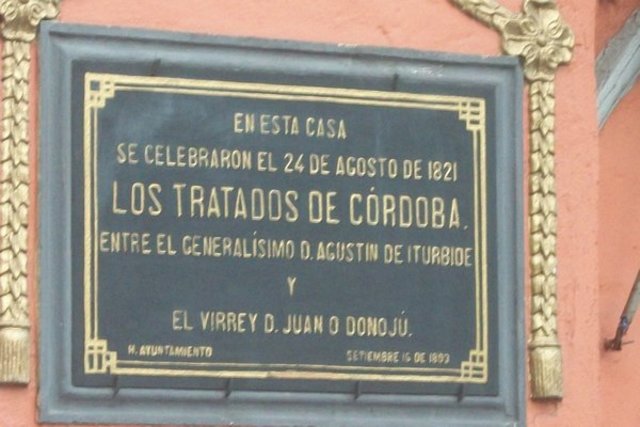 EN ESTA CASA
SE CELEBRARON EL 24 DE AGOSTO DE 1821
LOS TRATADOS DE CÓRDOBA.
ENTRE EL GENERALÍSIMO D. AGUSTIN DE ITURBIDE
Y
EL VIRREY D. JUAN O DONOJÚ.
H. AYUNTAMIENTO SETIEMBRE 16 DE 1893